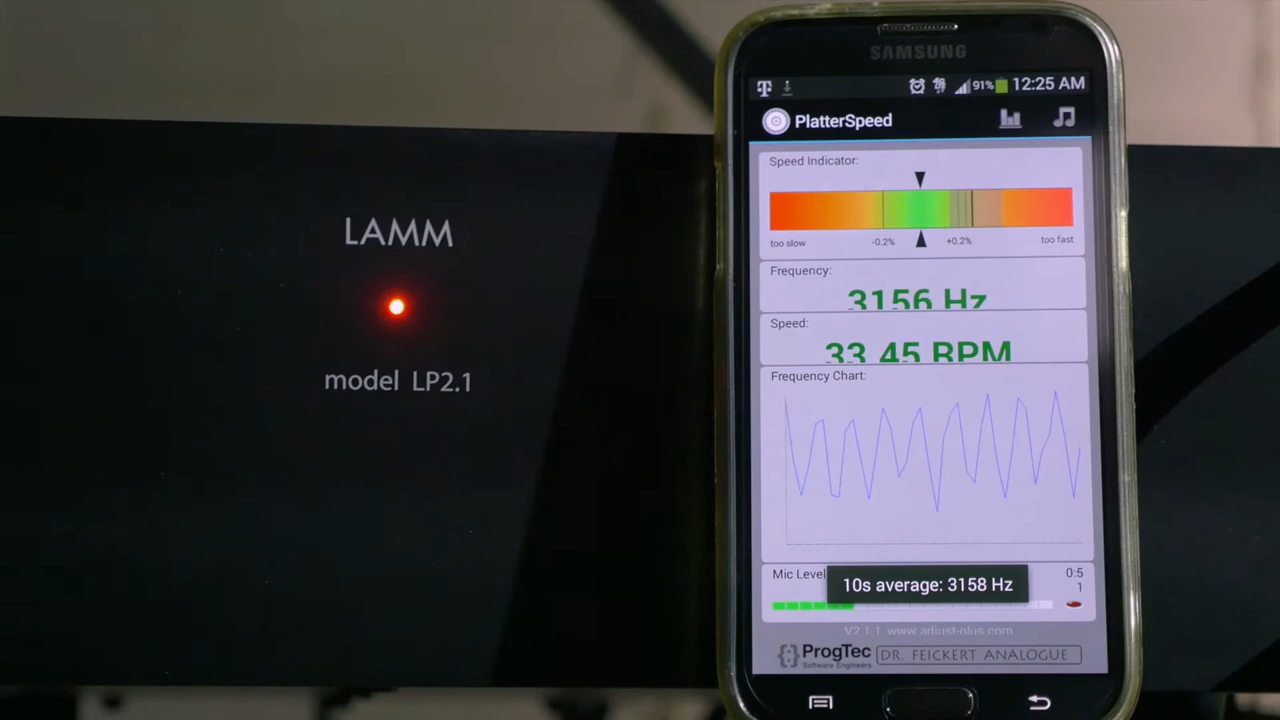 LAMM
model LP2.1
SAMSUNG
91% 12:25 AM
PlatterSpeed
Speed Indicator:
too slow -0.2% +0.2% too fast
Frequency:
3156 Hz
Speed:
33.45 RPM
Frequency Chart:
Mic Level
0:5
1
10s average: 3158 Hz
V2.1.1 www.adjust-plus.com
ProgTec
Software Engineers
DR. FEICKERT ANALOGUE